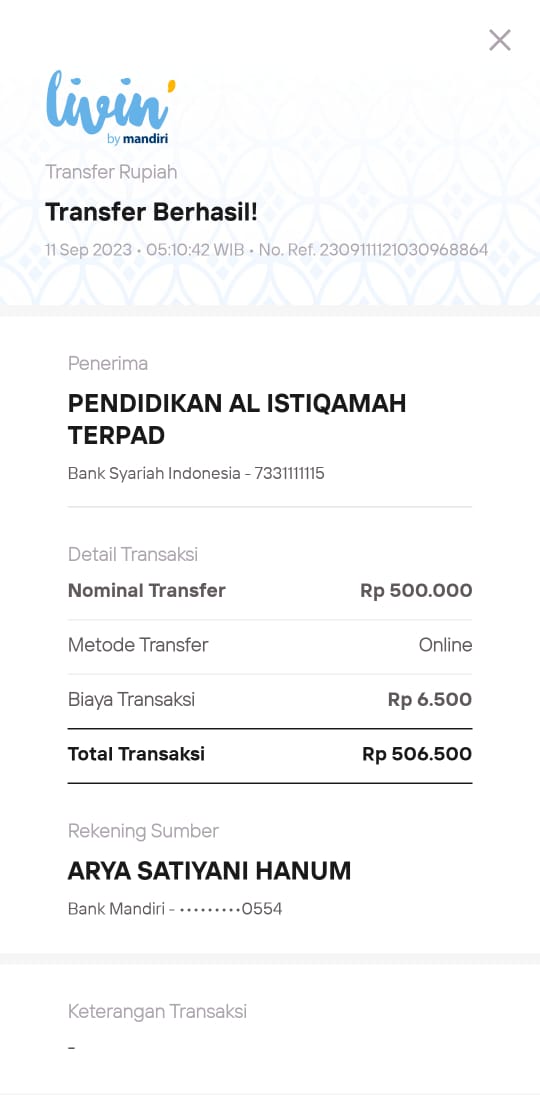 livin'
by mandiri
Transfer Rupiah
Transfer Berhasil!
11 Sep 2023 • 05:10:42 WIB • No. Ref. 2309111121030968864
Penerima
PENDIDIKAN AL ISTIQAMAH
TERPAD
Bank Syariah Indonesia - 7331111115
Detail Transaksi
Nominal Transfer Rp 500.000
Metode Transfer Online
Biaya Transaksi Rp 6.500
Total Transaksi Rp 506.500
Rekening Sumber
ARYA SATIYANI HANUM
Bank Mandiri - •••••••••0554
Keterangan Transaksi
-